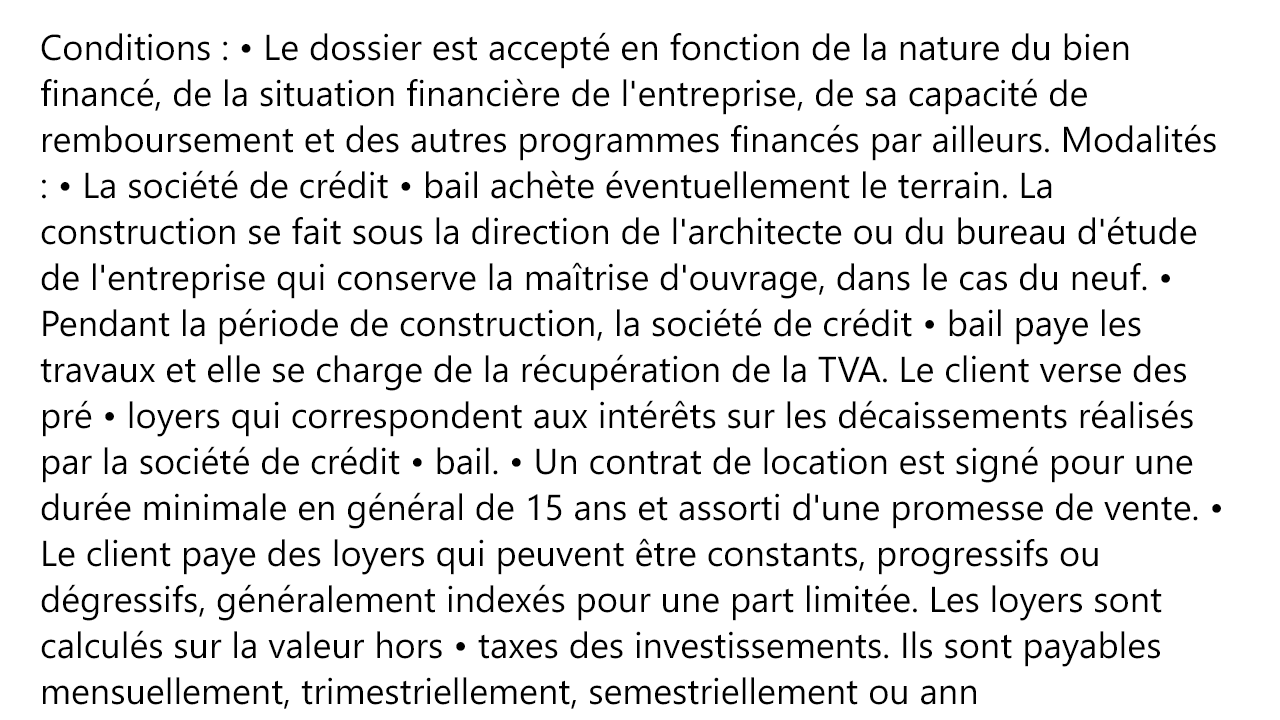 Conditions : • Le dossier est accepté en fonction de la nature du bien
financé, de la situation financière de l'entreprise, de sa capacité de
remboursement et des autres programmes financés par ailleurs. Modalités
: • La société de crédit • bail achète éventuellement le terrain. La
construction se fait sous la direction de l'architecte ou du bureau d'étude
de l'entreprise qui conserve la maîtrise d'ouvrage, dans le cas du neuf. •
Pendant la période de construction, la société de crédit • bail paye les
travaux et elle se charge de la récupération de la TVA. Le client verse des
pré • loyers qui correspondent aux intérêts sur les décaissements réalisés
par la société de crédit • bail. • Un contrat de location est signé pour une
durée minimale en général de 15 ans et assorti d'une promesse de vente. •
Le client paye des loyers qui peuvent être constants, progressifs ou
dégressifs, généralement indexés pour une part limitée. Les loyers sont
calculés sur la valeur hors • taxes des investissements. Ils sont payables
mensuellement, trimestriellement, semestriellement ou ann